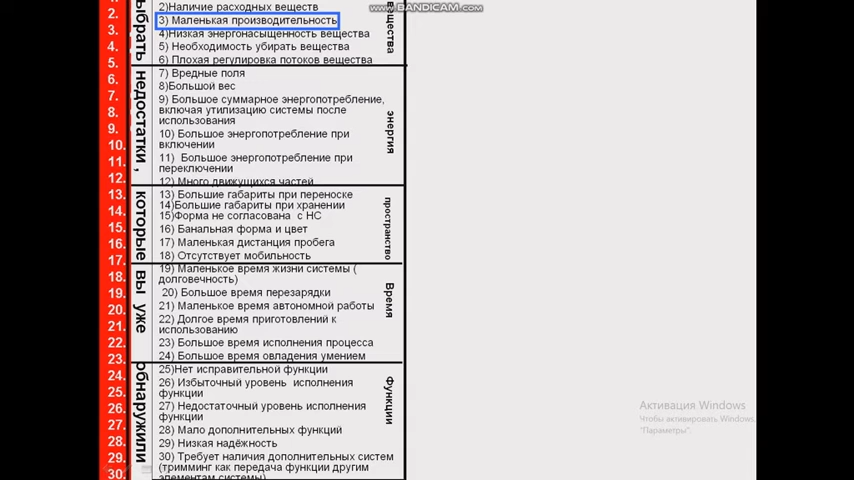 www.BANDICAM.com
2)Наличие расходных веществ
3) Маленькая производительность
4)Низкая энергонасыщенность вещества
5) Необходимость убирать вещества
6) Плохая регулировка потоков вещества
вещества
7) Вредные поля
8)Большой вес
9) Большое суммарное энергопотребление,
включая утилизацию системы после
использования
10) Большое энергопотребление при
включении
11) Большое энергопотребление при
переключении
12) Много движущихся частей
энергия
13) Большие габариты при переноске
14)Большие габариты при хранении
15)Форма не согласована с НС
16) Банальная форма и цвет
17) Маленькая дистанция пробега
18) Отсутствует мобильность
пространство
19) Маленькое время жизни системы (
долговечность)
20) Большое время перезарядки
21) Маленькое время автономной работы
22) Долгое время приготовлений к
использованию
23) Большое время исполнения процесса
24) Большое время овладения умением
Время
25)Нет исправительной функции
26) Избыточный уровень исполнения
функции
27) Недостаточный уровень исполнения
функции
28) Мало дополнительных функций
29) Низкая надёжность
30) Требует наличия дополнительных систем
(тримминг как передача функции другим
элементам системы)
Функции
2.
3.
4.
5.
6.
7.
8.
9.
10.
11.
12.
13.
14.
15.
16.
17.
18.
19.
20.
21.
22.
23.
24.
25.
26.
27.
28.
29.
30.
недостатки, которые вы уже обнаружили
Активация Windows
Чтобы активировать Windows,
"Параметры".